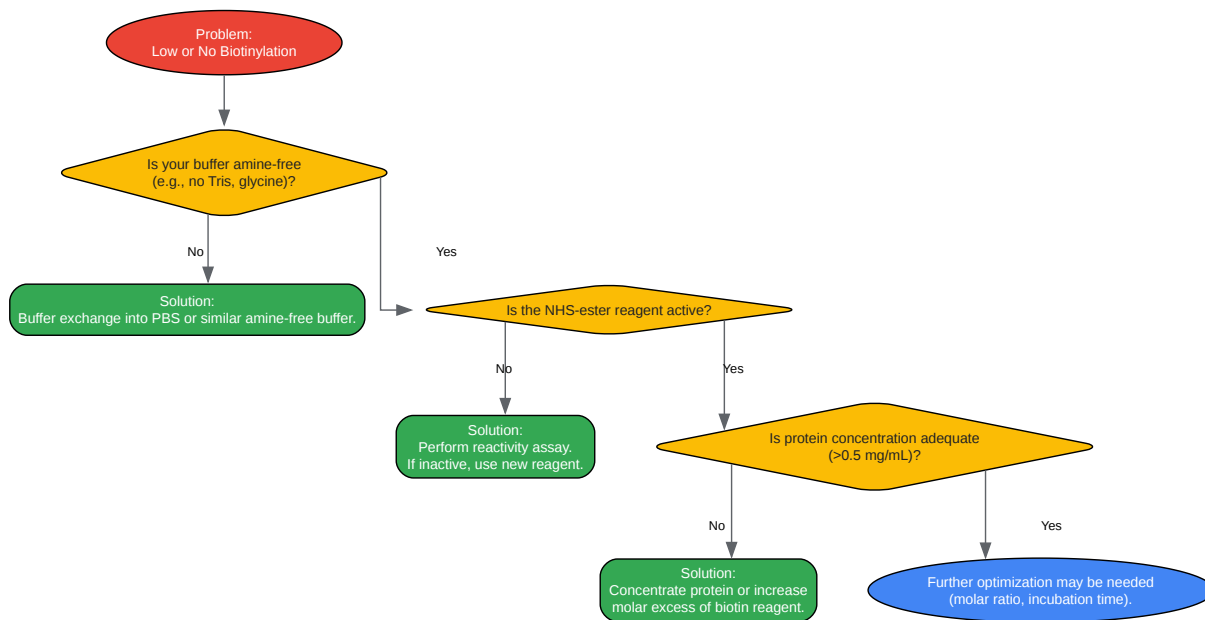 Problem:
Low or No Biotinylation
Is your buffer amine-free
(e.g., no Tris, glycine)?
No
Yes
Solution:
Buffer exchange into PBS or similar amine-free buffer.
Is the NHS-ester reagent active?
No
Yes
Solution:
Perform reactivity assay.
If inactive, use new reagent.
Is protein concentration adequate
(>0.5 mg/mL)?
No
Yes
Solution:
Concentrate protein or increase
molar excess of biotin reagent.
Further optimization may be needed
(molar ratio, incubation time).